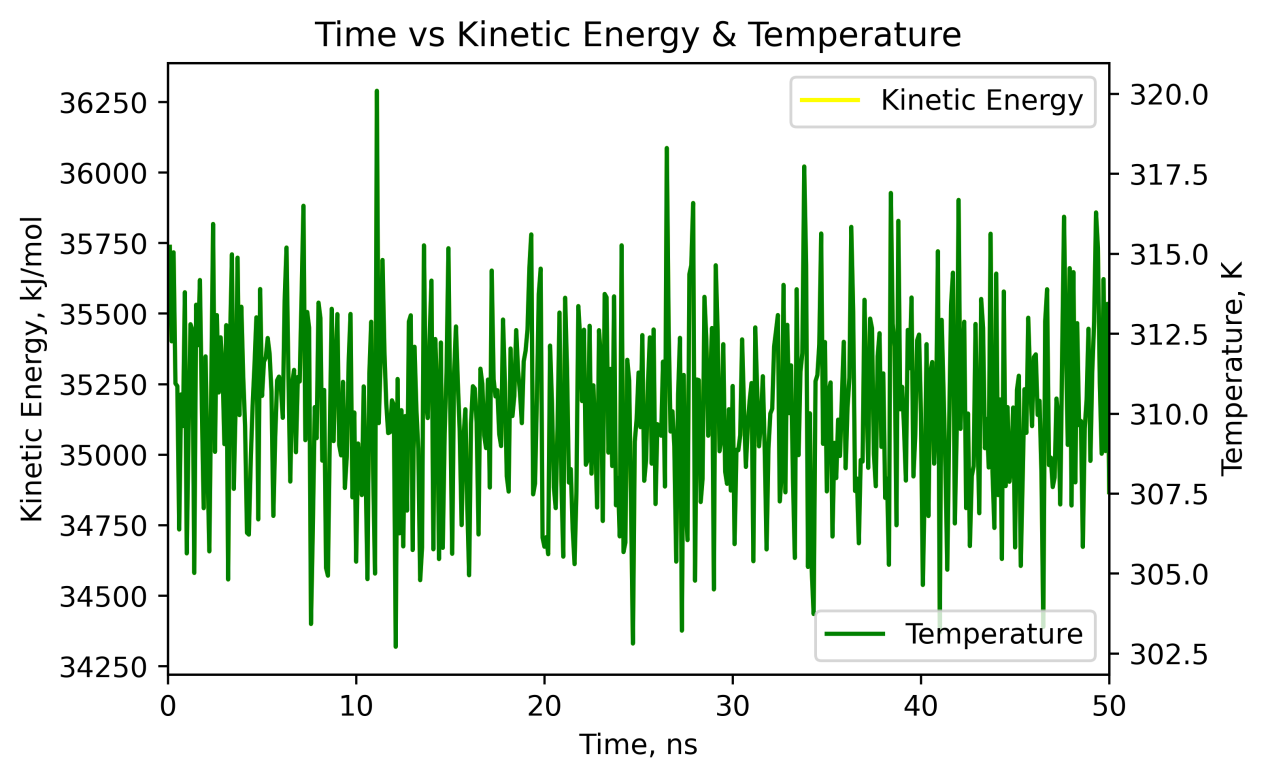 Time vs Kinetic Energy & Temperature
Kinetic Energy, kJ/mol
36250
36000
35750
35500
35250
35000
34750
34500
34250
Kinetic Energy
Temperature
320.0
317.5
315.0
312.5
310.0
307.5
305.0
302.5
Temperature, K
0 10 20 30 40 50
Time, ns